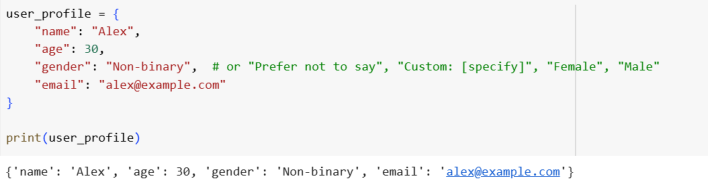 user_profile = {
    "name": "Alex",
    "age": 30,
    "gender": "Non-binary",  # or "Prefer not to say", "Custom: [specify]", "Female", "Male"
    "email": "alex@example.com"
}
print(user_profile)
{'name': 'Alex', 'age': 30, 'gender': 'Non-binary', 'email': 'alex@example.com'}